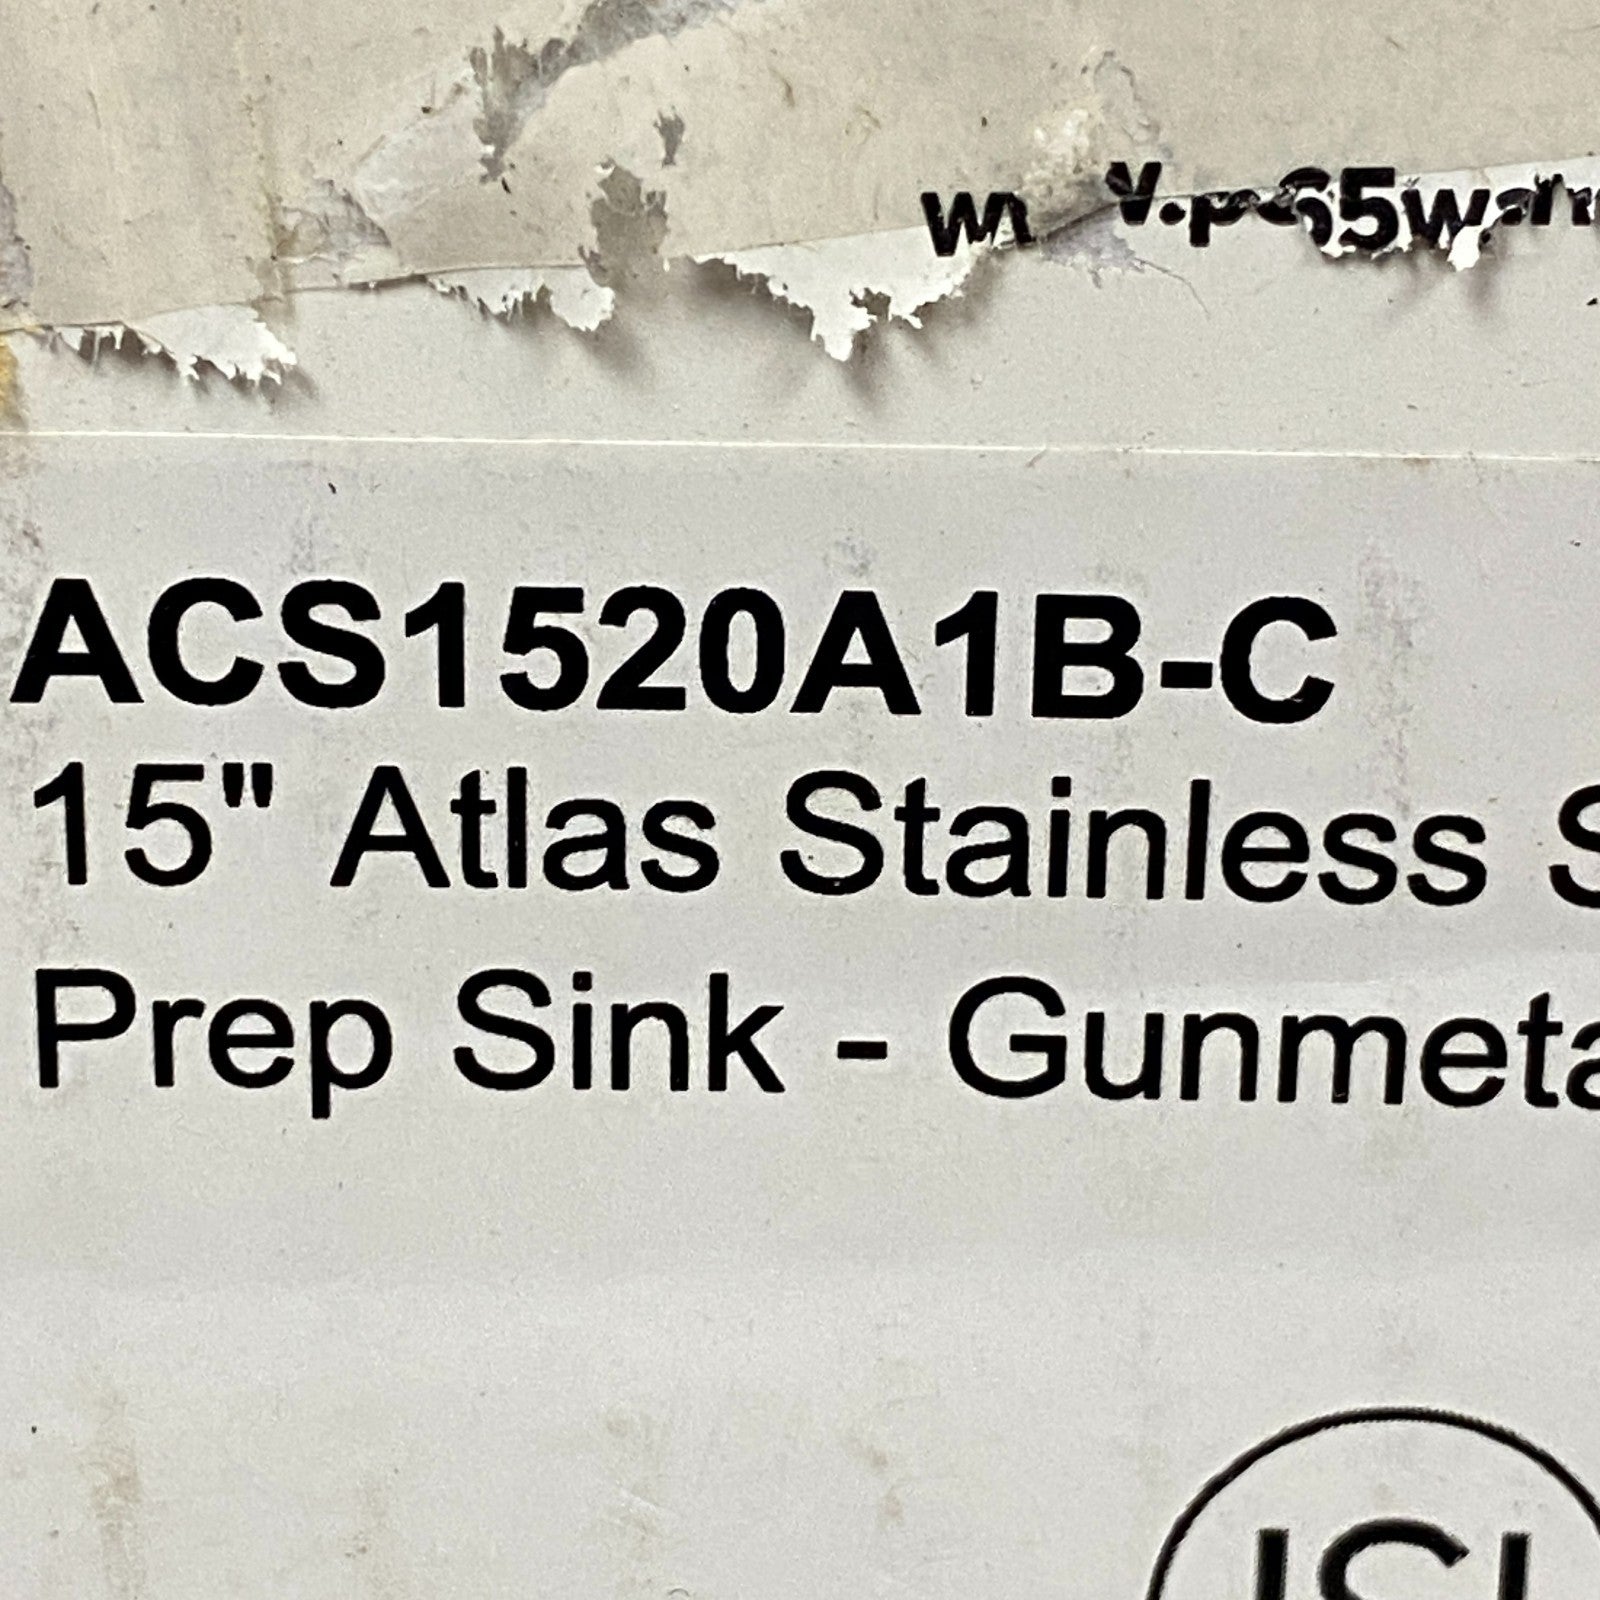 ACS1520A1B-C
15" Atlas Stainless S
Prep Sink - Gunmeta